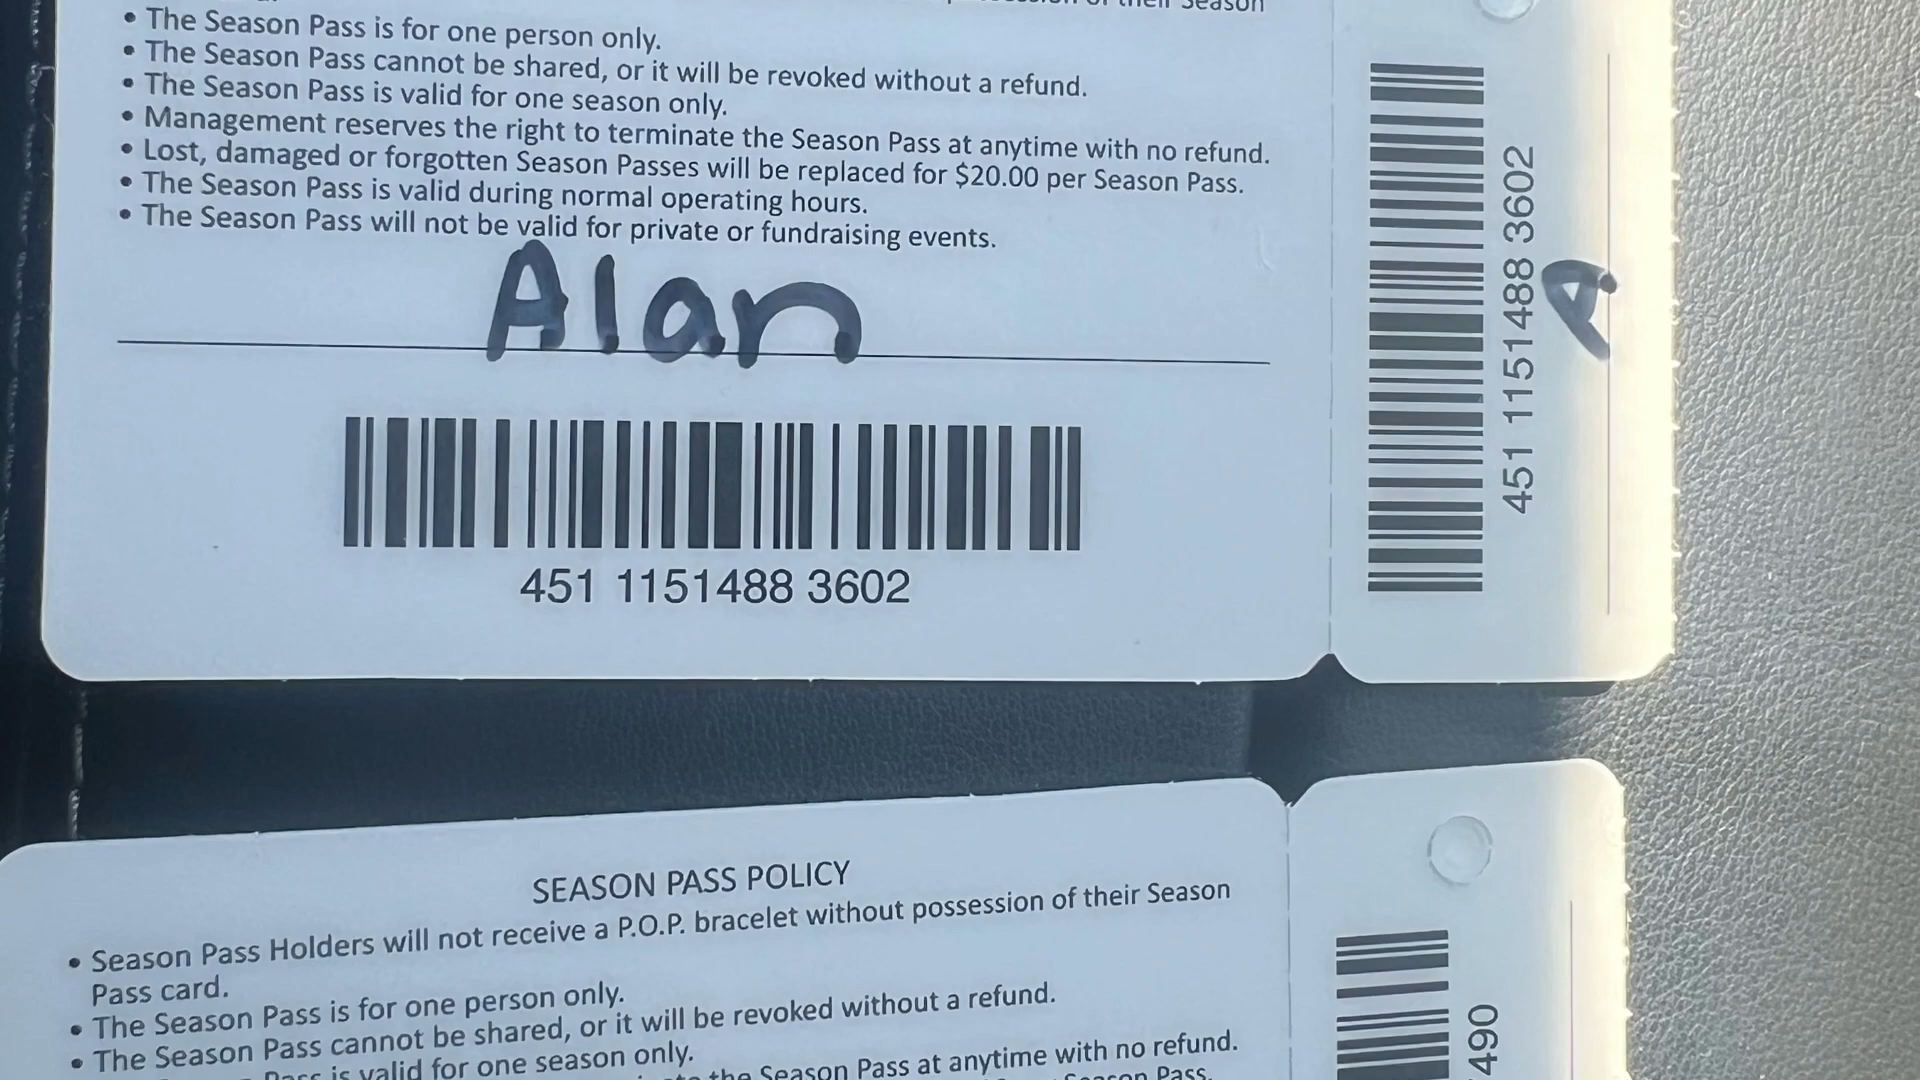 their Season
• The Season Pass is for one person only.
• The Season Pass cannot be shared, or it will be revoked without a refund.
• The Season Pass is valid for one season only.
• Management reserves the right to terminate the Season Pass at anytime with no refund.
• Lost, damaged or forgotten Season Passes will be replaced for $20.00 per Season Pass.
• The Season Pass is valid during normal operating hours.
• The Season Pass will not be valid for private or fundraising events.
Alan
451 1151488 3602
451 1151488 3602
A
SEASON PASS POLICY
• Season Pass Holders will not receive a P.O.P. bracelet without possession of their Season
Pass card.
• The Season Pass is for one person only.
• The Season Pass cannot be shared, or it will be revoked without a refund.
Pass is valid for one season only.
the Season Pass at anytime with no refund.
Season Pass.
490